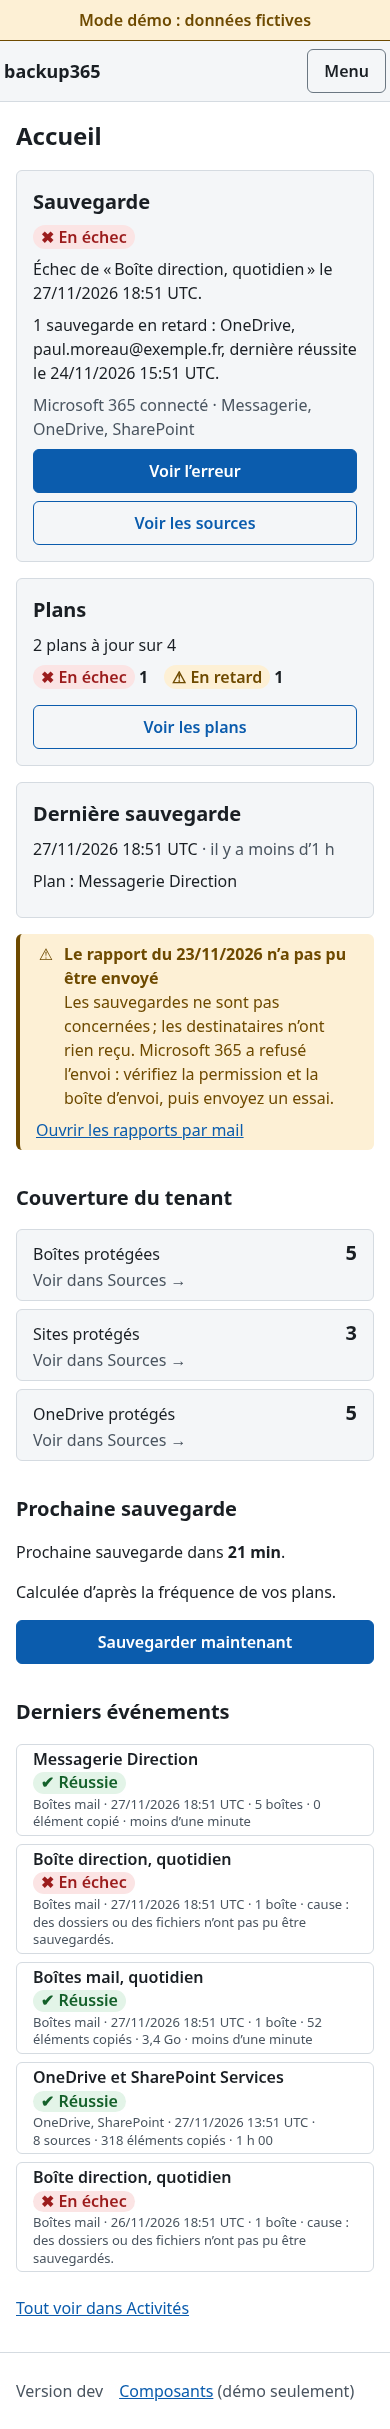 Mode démo : données fictives
backup365
Menu
Accueil
Sauvegarde
✖ En échec
Échec de « Boîte direction, quotidien » le
27/11/2026 18:51 UTC.
1 sauvegarde en retard : OneDrive,
paul.moreau@exemple.fr, dernière réussite
le 24/11/2026 15:51 UTC.
Microsoft 365 connecté · Messagerie,
OneDrive, SharePoint
Voir l’erreur
Voir les sources
Plans
2 plans à jour sur 4
✖ En échec 1 ⚠ En retard 1
Voir les plans
Dernière sauvegarde
27/11/2026 18:51 UTC · il y a moins d’1 h
Plan : Messagerie Direction
⚠ Le rapport du 23/11/2026 n’a pas pu
être envoyé
Les sauvegardes ne sont pas
concernées ; les destinataires n’ont
rien reçu. Microsoft 365 a refusé
l’envoi : vérifiez la permission et la
boîte d’envoi, puis envoyez un essai.
Ouvrir les rapports par mail
Couverture du tenant
Boîtes protégées 5
Voir dans Sources →
Sites protégés 3
Voir dans Sources →
OneDrive protégés 5
Voir dans Sources →
Prochaine sauvegarde
Prochaine sauvegarde dans 21 min.
Calculée d’après la fréquence de vos plans.
Sauvegarder maintenant
Derniers événements
Messagerie Direction
✔ Réussie
Boîtes mail · 27/11/2026 18:51 UTC · 5 boîtes · 0
élément copié · moins d’une minute
Boîte direction, quotidien
✖ En échec
Boîtes mail · 27/11/2026 18:51 UTC · 1 boîte · cause :
des dossiers ou des fichiers n’ont pas pu être
sauvegardés.
Boîtes mail, quotidien
✔ Réussie
Boîtes mail · 27/11/2026 18:51 UTC · 1 boîte · 52
éléments copiés · 3,4 Go · moins d’une minute
OneDrive et SharePoint Services
✔ Réussie
OneDrive, SharePoint · 27/11/2026 13:51 UTC ·
8 sources · 318 éléments copiés · 1 h 00
Boîte direction, quotidien
✖ En échec
Boîtes mail · 26/11/2026 18:51 UTC · 1 boîte · cause :
des dossiers ou des fichiers n’ont pas pu être
sauvegardés.
Tout voir dans Activités
Version dev Composants (démo seulement)